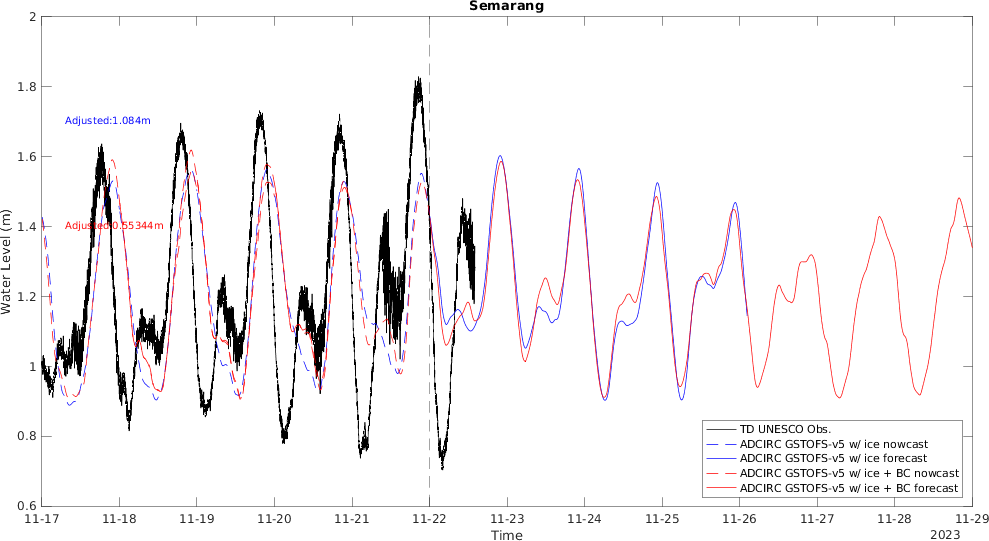 Semarang
2
1.8
1.6
1.4
1.2
1
0.8
0.6
Water Level (m)
Adjusted:1.084m
Adjusted:0.55344m
TD UNESCO Obs.
ADCIRC GSTOFS-v5 w/ ice nowcast
ADCIRC GSTOFS-v5 w/ ice forecast
ADCIRC GSTOFS-v5 w/ ice + BC nowcast
ADCIRC GSTOFS-v5 w/ ice + BC forecast
11-17 11-18 11-19 11-20 11-21 11-22 11-23 11-24 11-25 11-26 11-27 11-28 11-29
Time
2023